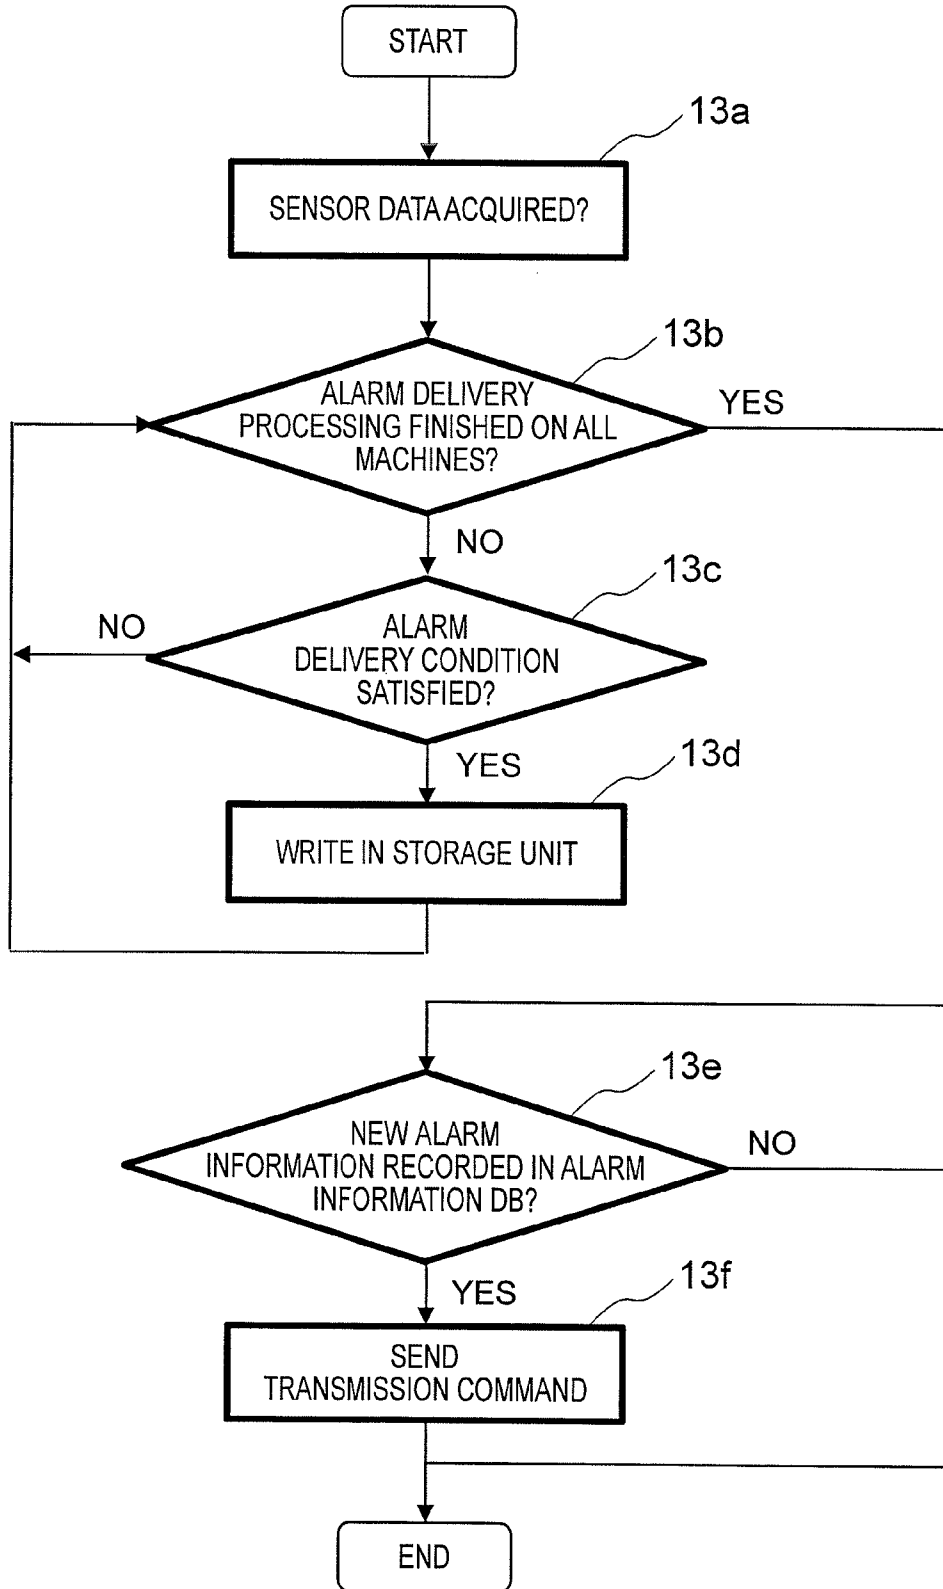 START
13a
SENSOR DATA ACQUIRED?
13b
ALARM DELIVERY
PROCESSING FINISHED ON ALL
MACHINES?
YES
NO
13c
ALARM
DELIVERY CONDITION
SATISFIED?
NO
YES
13d
WRITE IN STORAGE UNIT
13e
NEW ALARM
INFORMATION RECORDED IN ALARM
INFORMATION DB?
NO
YES
13f
SEND
TRANSMISSION COMMAND
END